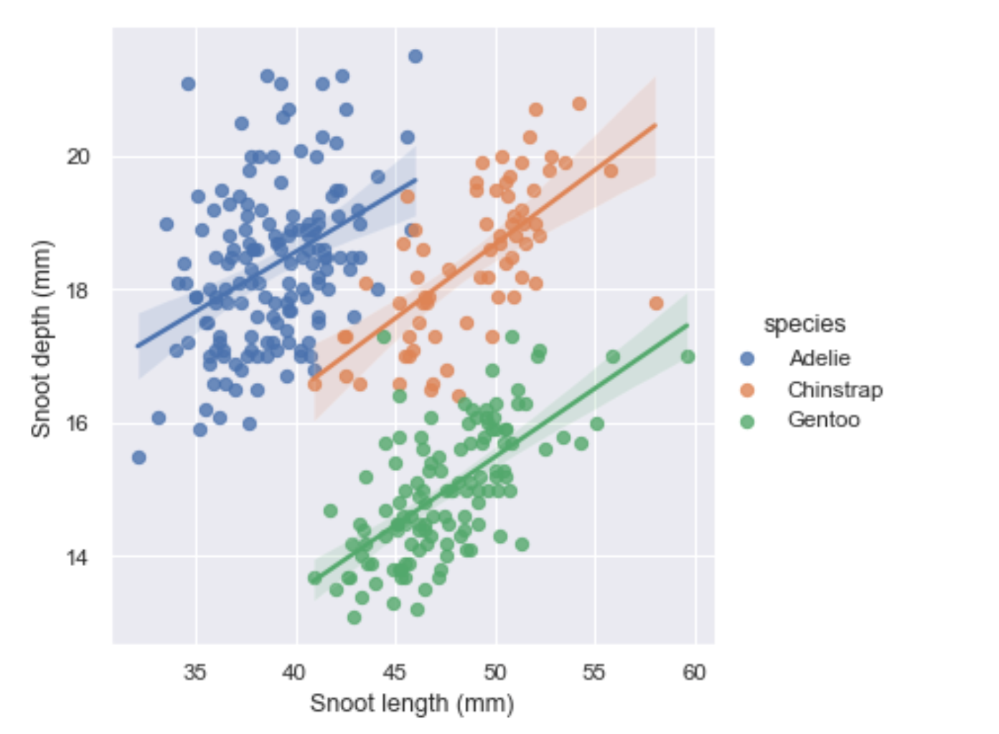 20
18
16
14
Snoot depth (mm)
35 40 45 50 55 60
Snoot length (mm)
species
Adelie
Chinstrap
Gentoo